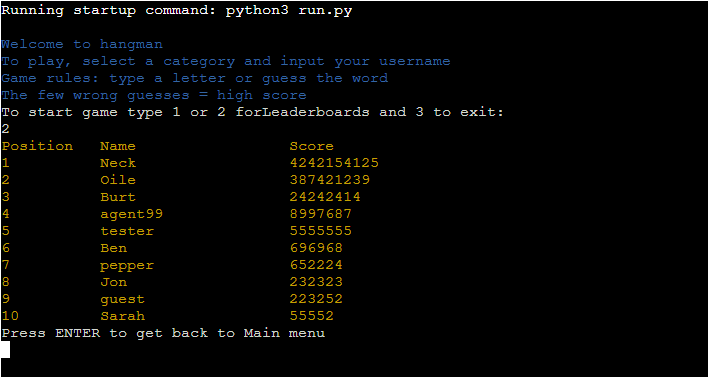 Running startup command: python3 run.py
Welcome to hangman
To play, select a category and input your username
Game rules: type a letter or guess the word
The few wrong guesses = high score
To start game type 1 or 2 forLeaderboards and 3 to exit:
2
Position Name Score
1 Neck 4242154125
2 Oile 387421239
3 Burt 24242414
4 agent99 8997687
5 tester 5555555
6 Ben 696968
7 pepper 652224
8 Jon 232323
9 guest 223252
10 Sarah 55552
Press ENTER to get back to Main menu